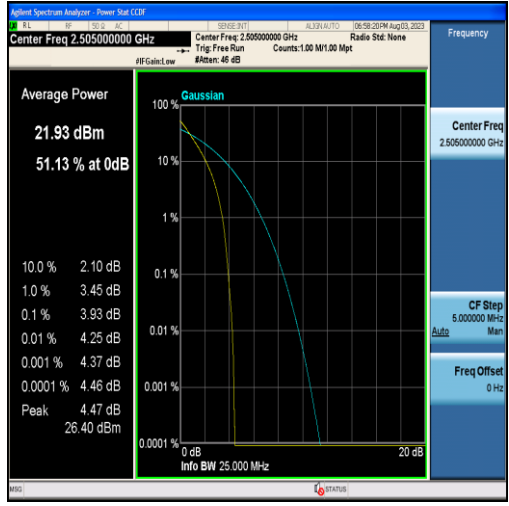 Agilent Spectrum Analyzer - Power Stat CCDF
RL RF 50 Ω AC SENSE:INT ALIGN AUTO 06:58:20 PM Aug 03, 2023
Center Freq 2.505000000 GHz
Center Freq: 2.505000000 GHz Radio Std: None
Trig: Free Run Counts:1.00 M/1.00 Mpt
#IFGain:Low #Atten: 46 dB
Frequency
Average Power
21.93 dBm
51.13 % at 0dB
10.0 % 2.10 dB
1.0 % 3.45 dB
0.1 % 3.93 dB
0.01 % 4.25 dB
0.001 % 4.37 dB
0.0001 % 4.46 dB
Peak 4.47 dB
26.40 dBm
Gaussian
100 %
10 %
1 %
0.1 %
0.01 %
0.001 %
0.0001 %
0 dB 20 dB
Info BW 25.000 MHz
Center Freq
2.505000000 GHz
CF Step
5.000000 MHz
Auto Man
Freq Offset
0 Hz
MSG STATUS